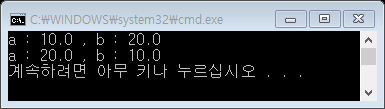 C:₩WINDOWS₩system32₩cmd.exe
a : 10.0 , b : 20.0
a : 20.0 , b : 10.0
계속하려면 아무 키나 누르십시오 . . .